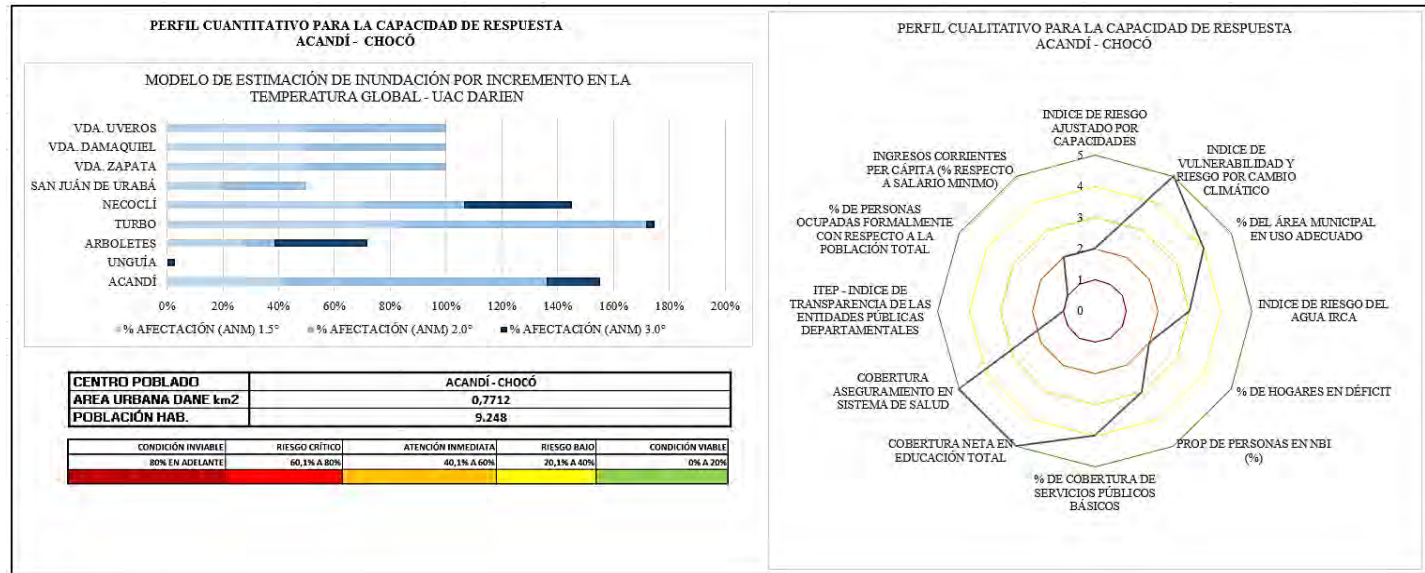 PERFIL CUANTITATIVO PARA LA CAPACIDAD DE RESPUESTA
ACANDÍ - CHOCÓ
MODELO DE ESTIMACIÓN DE INUNDACIÓN POR INCREMENTO EN LA
TEMPERATURA GLOBAL - UAC DARIEN
VDA. UVEROS
VDA. DAMAQUIEL
VDA. ZAPATA
SAN JUÁN DE URABÁ
NECOCLÍ
TURBO
ARBOLETES
UNGUÍA
ACANDÍ
0% 20% 40% 60% 80% 100% 120% 140% 160% 180% 200%
% AFECTACIÓN (ANM) 1.5° % AFECTACIÓN (ANM) 2.0° % AFECTACIÓN (ANM) 3.0°
CENTRO POBLADO ACANDÍ - CHOCÓ
AREA URBANA DANE km2 0,7712
POBLACIÓN HAB. 9.248
CONDICIÓN INVIABLE RIESGO CRÍTICO ATENCIÓN INMEDIATA RIESGO BAJO CONDICIÓN VIABLE
80% EN ADELANTE 60,1% A 80% 40,1% A 60% 20,1% A 40% 0% A 20%
PERFIL CUALITATIVO PARA LA CAPACIDAD DE RESPUESTA
ACANDÍ - CHOCÓ
INDICE DE RIESGO
AJUSTADO POR
CAPACIDADES
INDICE DE
VULNERABILIDAD Y
RIESGO POR CAMBIO
CLIMÁTICO
% DEL ÁREA MUNICIPAL
EN USO ADECUADO
INDICE DE RIESGO DEL
AGUA IRCA
% DE HOGARES EN DÉFICIT
PROP DE PERSONAS EN NBI
(%)
% DE COBERTURA DE
SERVICIOS PÚBLICOS
BÁSICOS
COBERTURA NETA EN
EDUCACIÓN TOTAL
COBERTURA
ASEGURAMIENTO EN
SISTEMA DE SALUD
ITEP - INDICE DE
TRANSPARENCIA DE LAS
ENTIDADES PÚBLICAS
DEPARTAMENTALES
% DE PERSONAS
OCUPADAS FORMALMENTE
CON RESPECTO A LA
POBLACIÓN TOTAL
INGRESOS CORRIENTES
PER CÁPITA (% RESPECTO
A SALARIO MINIMO)
5
4
3
2
1
0